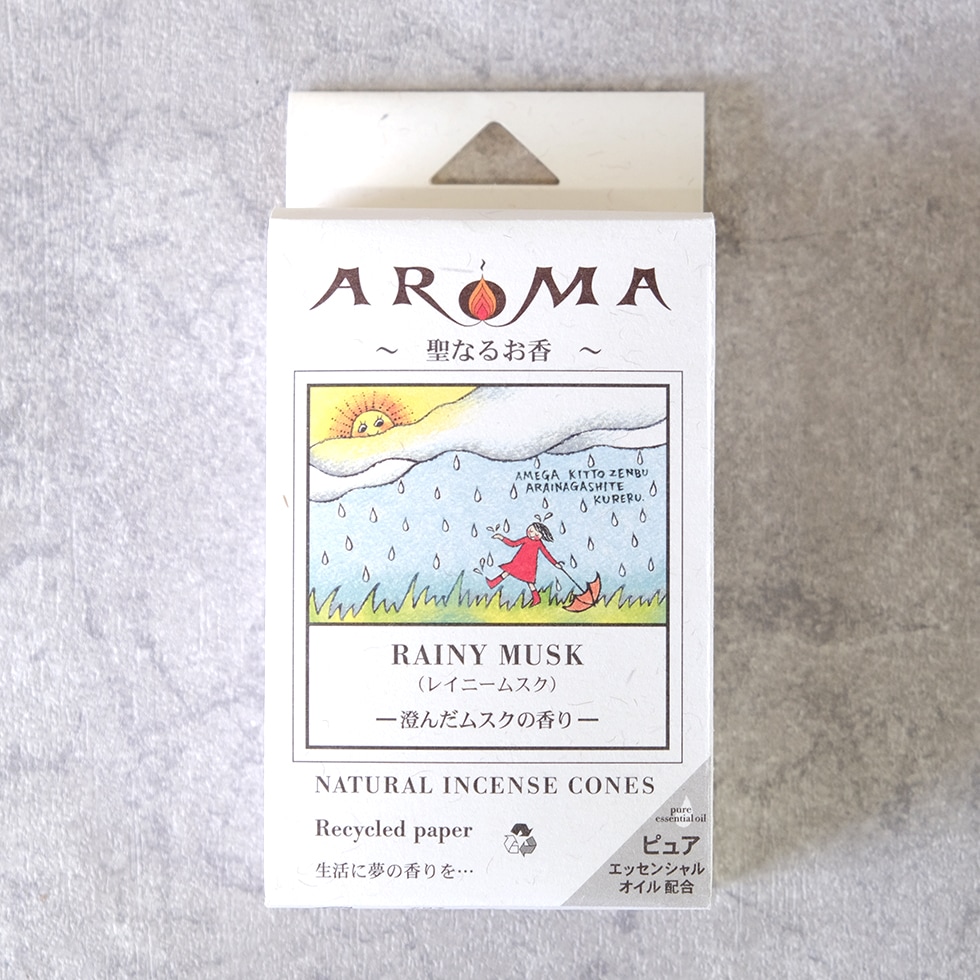 AROMA
～ 聖なるお香 ～
AMEGA KITTO ZENBU
ARAINAGASHITE
KURERU.
RAINY MUSK
（レイニームスク）
―澄んだムスクの香り―
NATURAL INCENSE CONES
Recycled paper
生活に夢の香りを…
pure
essential oil
ピュア
エッセンシャル
オイル 配合